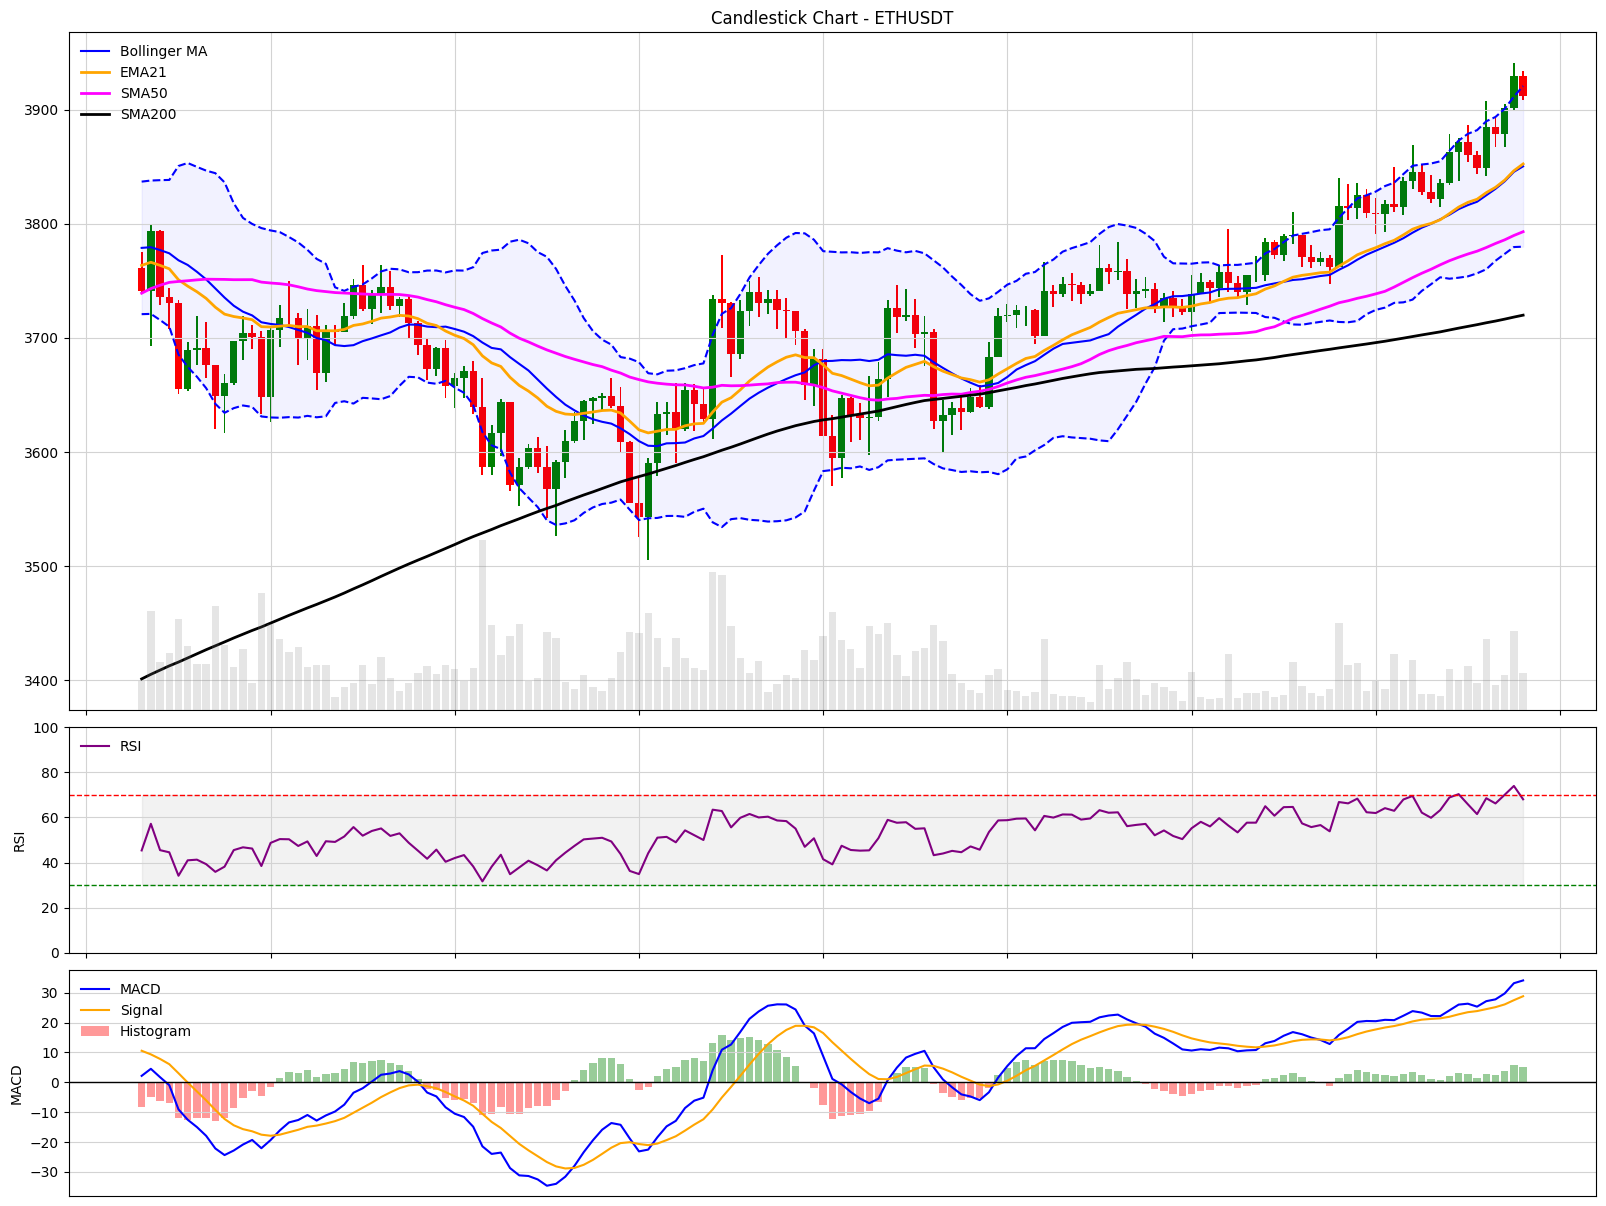 Candlestick Chart - ETHUSDT
Bollinger MA
EMA21
SMA50
SMA200
3900
3800
3700
3600
3500
3400
RSI
100
80
60
40
20
0
RSI
MACD
Signal
Histogram
30
20
10
0
−10
−20
−30
MACD